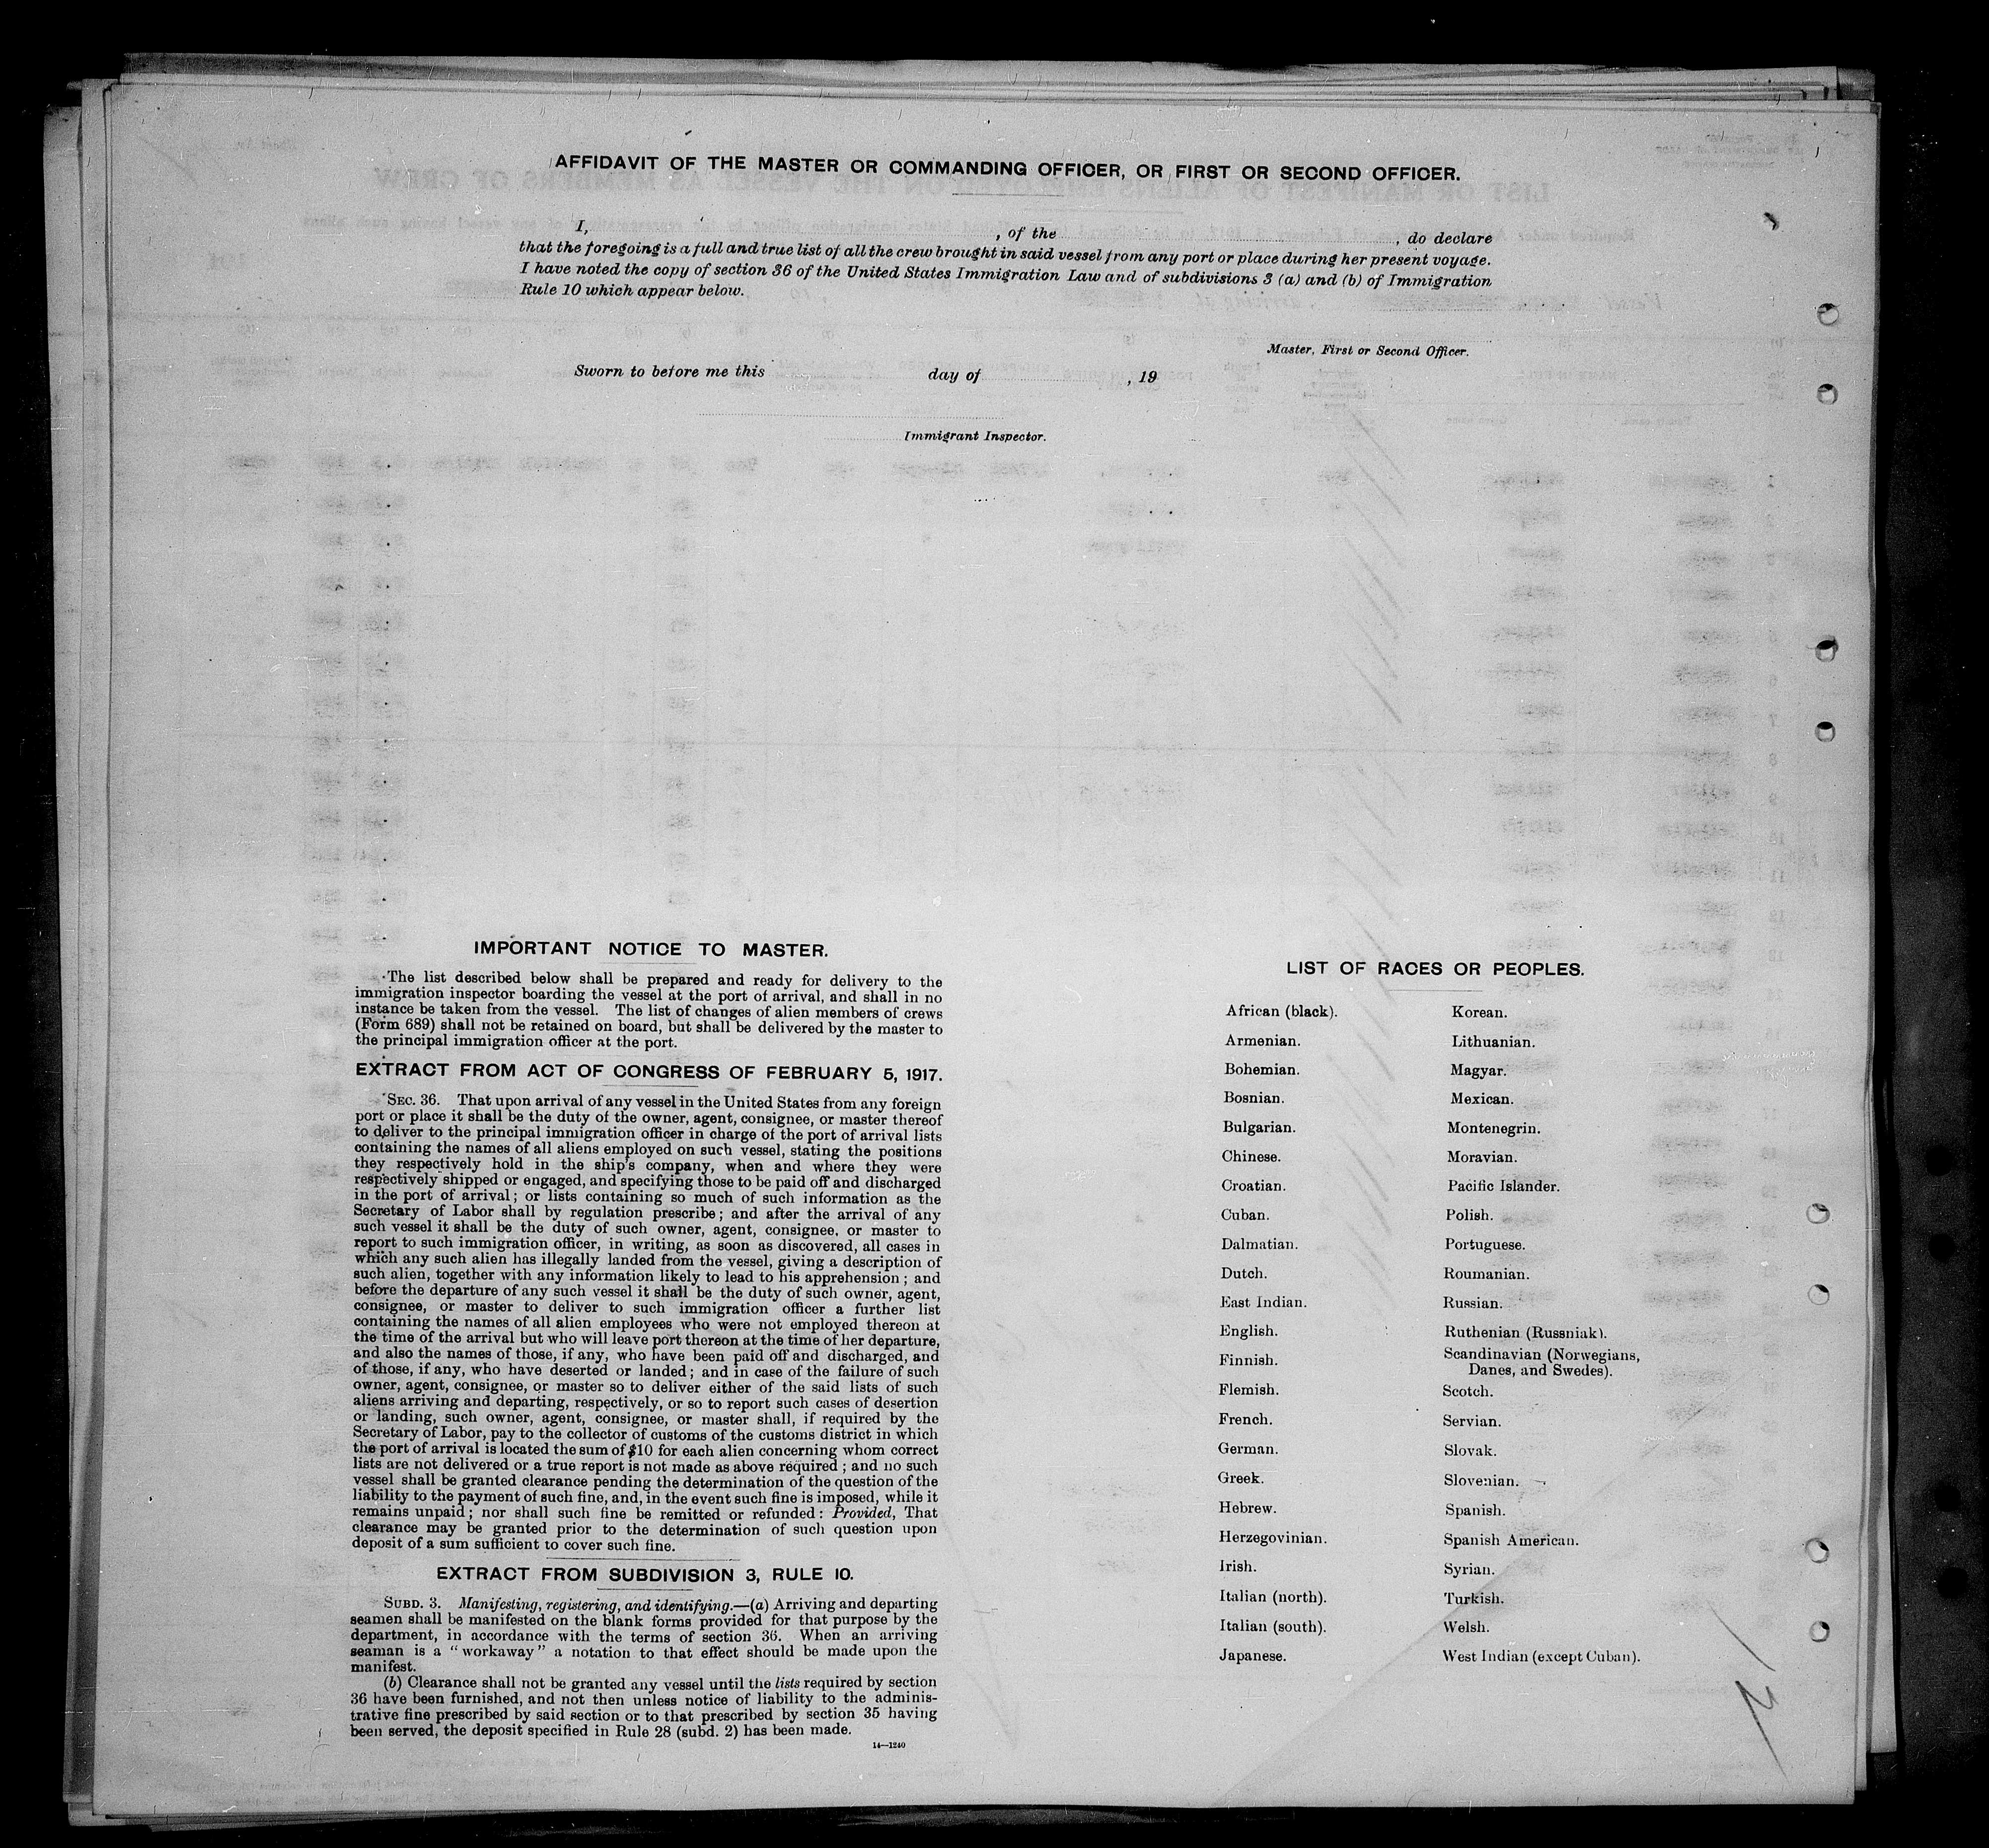 AFFIDAVIT OF THE MASTER OR COMMANDING OFFICER, OR FIRST OR SECOND OFFICER.
I, , of the , do declare
that the foregoing is a full and true list of all the crew brought in said vessel from any port or place during her present voyage.
I have noted the copy of section 36 of the United States Immigration Law and of subdivisions 3 (a) and (b) of Immigration
Rule 10 which appear below.
Master, First or Second Officer.
Sworn to before me this day of , 19
Immigrant Inspector.
IMPORTANT NOTICE TO MASTER.
The list described below shall be prepared and ready for delivery to the
immigration inspector boarding the vessel at the port of arrival, and shall in no
instance be taken from the vessel. The list of changes of alien members of crews
(Form 689) shall not be retained on board, but shall be delivered by the master to
the principal immigration officer at the port.
EXTRACT FROM ACT OF CONGRESS OF FEBRUARY 5, 1917.
SEC. 36. That upon arrival of any vessel in the United States from any foreign
port or place it shall be the duty of the owner, agent, consignee, or master thereof
to deliver to the principal immigration officer in charge of the port of arrival lists
containing the names of all aliens employed on such vessel, stating the positions
they respectively hold in the ship's company, when and where they were
respectively shipped or engaged, and specifying those to be paid off and discharged
in the port of arrival; or lists containing so much of such information as the
Secretary of Labor shall by regulation prescribe; and after the arrival of any
such vessel it shall be the duty of such owner, agent, consignee, or master to
report to such immigration officer, in writing, as soon as discovered, all cases in
which any such alien has illegally landed from the vessel, giving a description of
such alien, together with any information likely to lead to his apprehension; and
before the departure of any such vessel it shall be the duty of such owner, agent,
consignee, or master to deliver to such immigration officer a further list
containing the names of all alien employees who were not employed thereon at
the time of the arrival but who will leave port thereon at the time of her departure,
and also the names of those, if any, who have been paid off and discharged, and
of those, if any, who have deserted or landed; and in case of the failure of such
owner, agent, consignee, or master so to deliver either of the said lists of such
aliens arriving and departing, respectively, or so to report such cases of desertion
or landing, such owner, agent, consignee, or master shall, if required by the
Secretary of Labor, pay to the collector of customs of the customs district in which
the port of arrival is located the sum of $10 for each alien concerning whom correct
lists are not delivered or a true report is not made as above required; and no such
vessel shall be granted clearance pending the determination of the question of the
liability to the payment of such fine, and, in the event such fine is imposed, while it
remains unpaid; nor shall such fine be remitted or refunded: Provided, That
clearance may be granted prior to the determination of such question upon
deposit of a sum sufficient to cover such fine.
EXTRACT FROM SUBDIVISION 3, RULE 10.
SUBD. 3. Manifesting, registering, and identifying.—(a) Arriving and departing
seamen shall be manifested on the blank forms provided for that purpose by the
department, in accordance with the terms of section 36. When an arriving
seaman is a "workaway" a notation to that effect should be made upon the
manifest.
(b) Clearance shall not be granted any vessel until the lists required by section
36 have been furnished, and not then unless notice of liability to the adminis-
trative fine prescribed by said section or to that prescribed by section 35 having
been served, the deposit specified in Rule 28 (subd. 2) has been made.
14—1240
LIST OF RACES OR PEOPLES.
African (black).
Armenian.
Bohemian.
Bosnian.
Bulgarian.
Chinese.
Croatian.
Cuban.
Dalmatian.
Dutch.
East Indian.
English.
Finnish.
Flemish.
French.
German.
Greek.
Hebrew.
Herzegovinian.
Irish.
Italian (north).
Italian (south).
Japanese.
Korean.
Lithuanian.
Magyar.
Mexican.
Montenegrin.
Moravian.
Pacific Islander.
Polish.
Portuguese.
Roumanian.
Russian.
Ruthenian (Russniak).
Scandinavian (Norwegians,
Danes, and Swedes).
Scotch.
Servian.
Slovak.
Slovenian.
Spanish.
Spanish American.
Syrian.
Turkish.
Welsh.
West Indian (except Cuban).